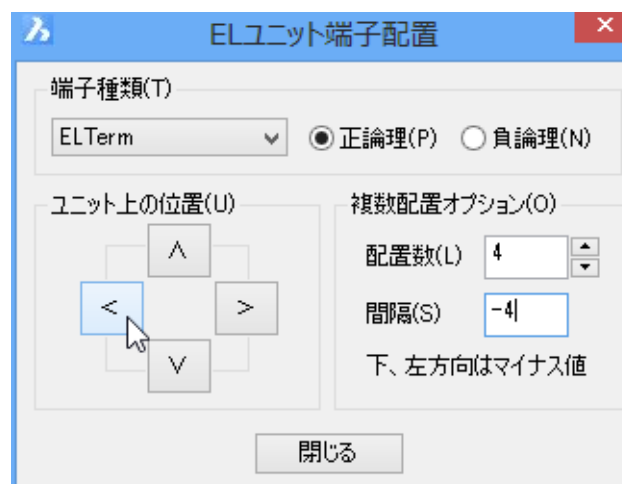 ELユニット端子配置
端子種類(T)
ELTerm
正論理(P)
負論理(N)
ユニット上の位置(U)
複数配置オプション(O)
∧
<
>
∨
配置数(L)
4
間隔(S)
-4
下、左方向はマイナス値
閉じる